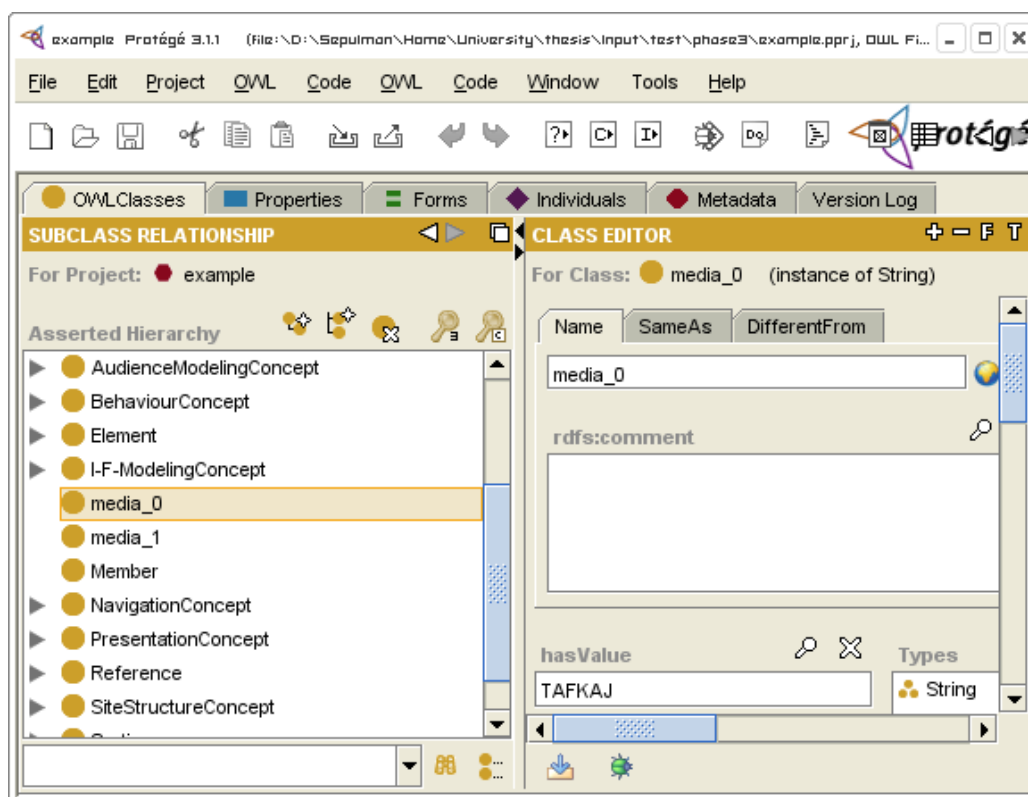 example Protégé 3.1.1 (file:\D:\Sepulman\Home\University\thesis\input\test\phase3\example.pprj, OWL Fi...
File Edit Project OWL Code OWL Code Window Tools Help
protégé
OWLClasses Properties Forms Individuals Metadata Version Log
SUBCLASS RELATIONSHIP
For Project: example
Asserted Hierarchy
AudienceModelingConcept
BehaviourConcept
Element
I-F-ModelingConcept
media_0
media_1
Member
NavigationConcept
PresentationConcept
Reference
SiteStructureConcept
CLASS EDITOR
F T
For Class: media_0 (instance of String)
Name SameAs DifferentFrom
media_0
rdfs:comment
hasValue Types
TAFKAJ String